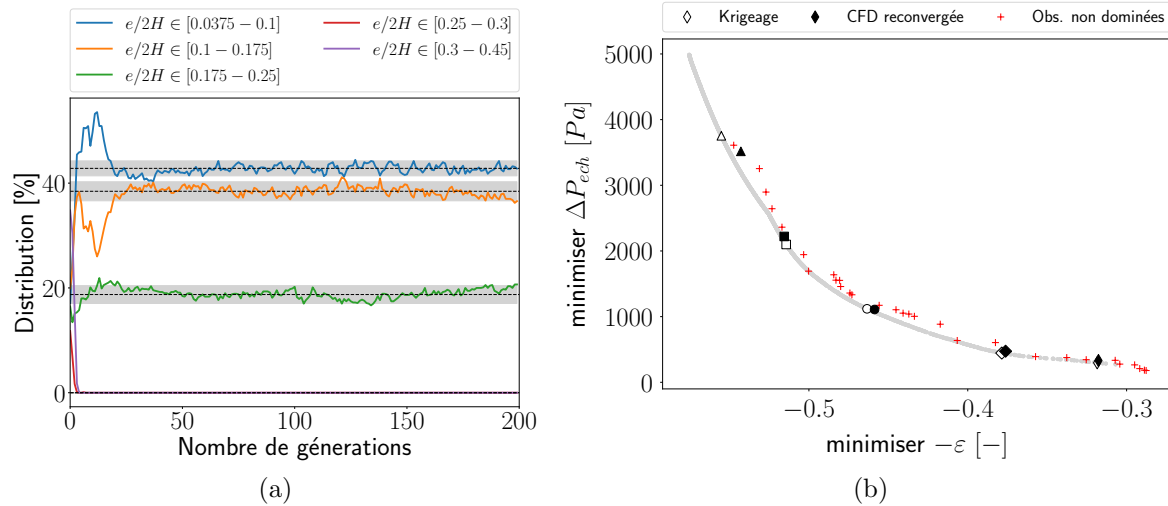 e/2H ∈ [0.0375 − 0.1]
e/2H ∈ [0.1 − 0.175]
e/2H ∈ [0.175 − 0.25]
e/2H ∈ [0.25 − 0.3]
e/2H ∈ [0.3 − 0.45]
Distribution [%]
40
20
0
0 50 100 150 200
Nombre de génerations
(a)
Krigeage CFD reconvergée Obs. non dominées
minimiser ΔP_ech [Pa]
5000
4000
3000
2000
1000
0
−0.5 −0.4 −0.3
minimiser −ε [−]
(b)